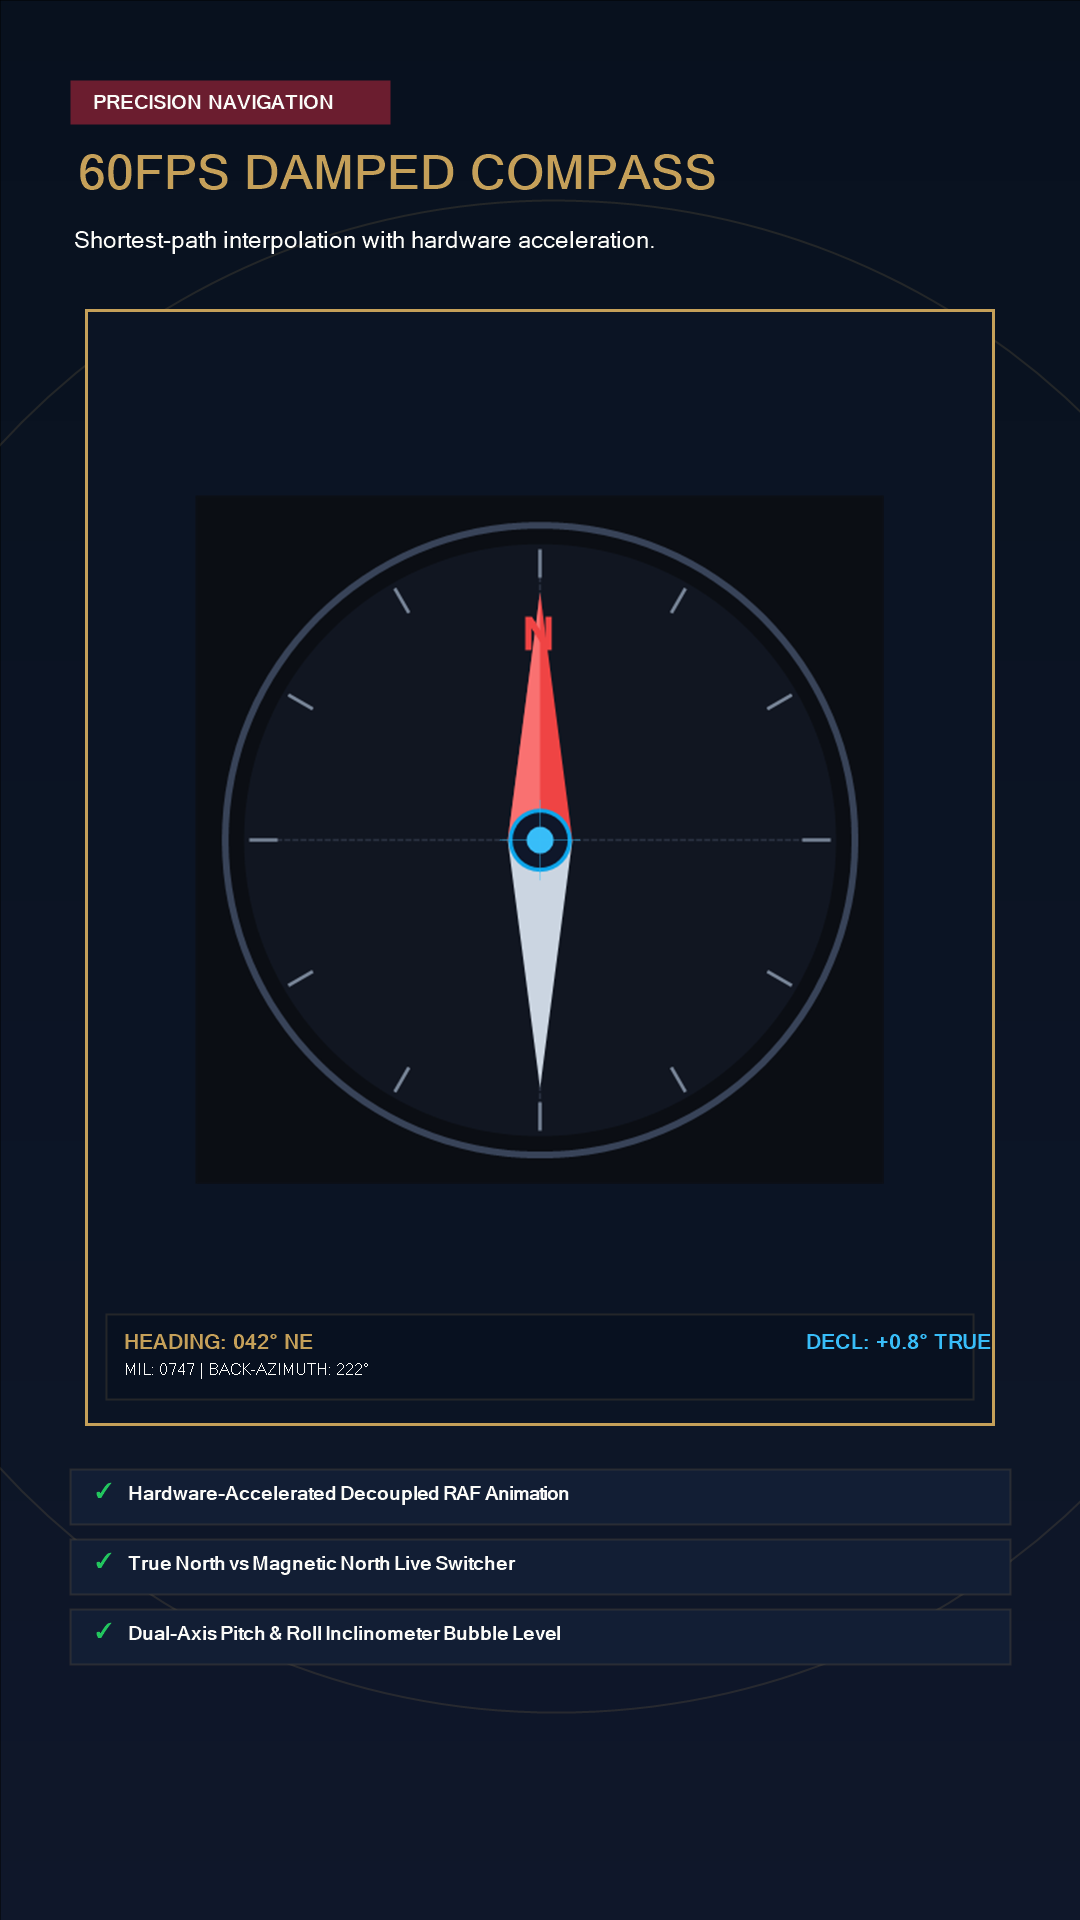 PRECISION NAVIGATION
60FPS DAMPED COMPASS
Shortest-path interpolation with hardware acceleration.
N
HEADING: 042° NE
DECL: +0.8° TRUE
MIL: 0747 | BACK-AZIMUTH: 222°
✓ Hardware-Accelerated Decoupled RAF Animation
✓ True North vs Magnetic North Live Switcher
✓ Dual-Axis Pitch & Roll Inclinometer Bubble Level